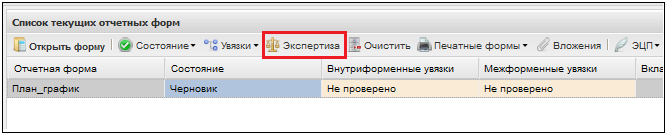 Список текущих отчетных форм
Открыть форму Состояние Увязки Экспертиза Очистить Печатные формы Вложения ЭЦП
Отчетная форма Состояние Внутриформенные увязки Межформенные увязки Вкла
План_график Черновик Не проверено Не проверено